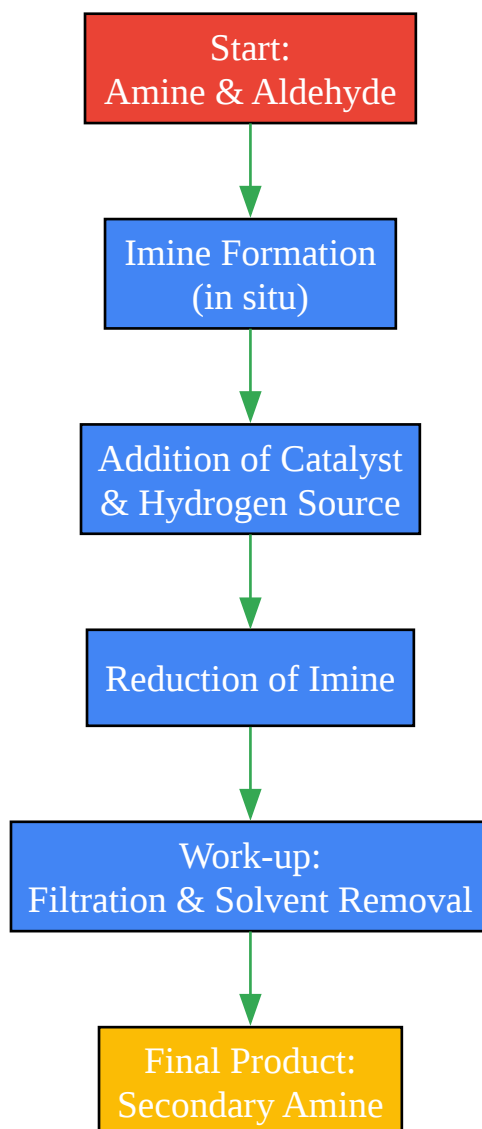 Start:
Amine & Aldehyde
Imine Formation
(in situ)
Addition of Catalyst
& Hydrogen Source
Reduction of Imine
Work-up:
Filtration & Solvent Removal
Final Product:
Secondary Amine